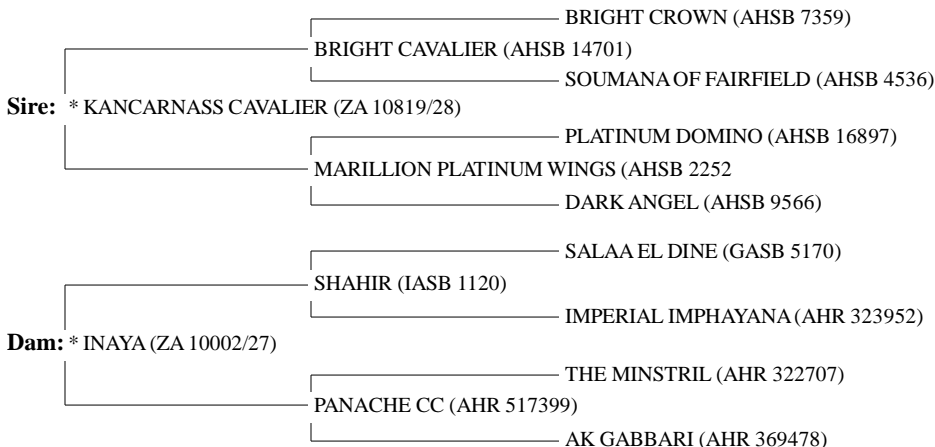 BRIGHT CROWN (AHSB 7359)
BRIGHT CAVALIER (AHSB 14701)
SOUMANA OF FAIRFIELD (AHSB 4536)
Sire: * KANCARNASS CAVALIER (ZA 10819/28)
PLATINUM DOMINO (AHSB 16897)
MARILLION PLATINUM WINGS (AHSB 2252
DARK ANGEL (AHSB 9566)
SALAA EL DINE (GASB 5170)
SHAHIR (IASB 1120)
IMPERIAL IMPHAYANA (AHR 323952)
Dam: * INAYA (ZA 10002/27)
THE MINSTRIL (AHR 322707)
PANACHE CC (AHR 517399)
AK GABBARI (AHR 369478)